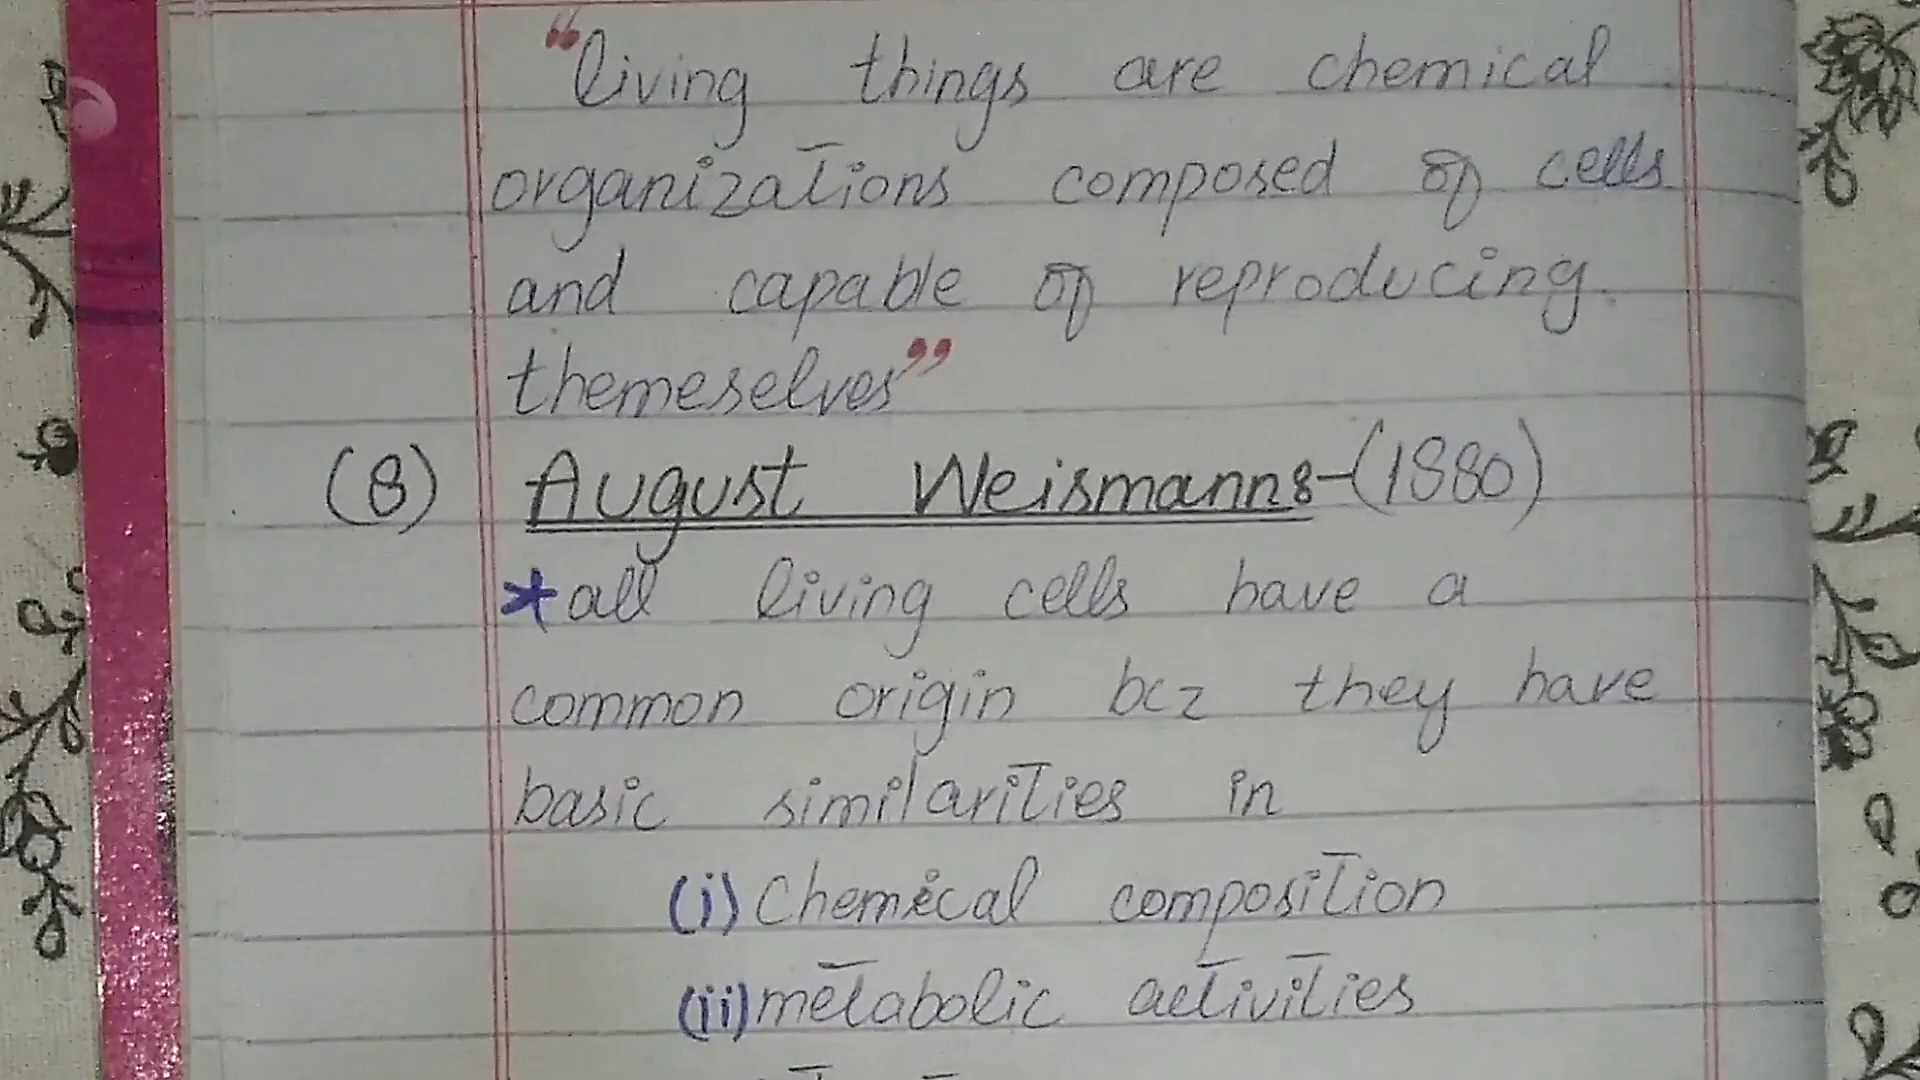 “living things are chemical
organizations composed of cells
and capable of reproducing
themeselves”
(8) August Weismann:-(1880)
*all living cells have a
common origin bcz they have
basic similarities in
(i) Chemical composition
(ii) metabolic activities